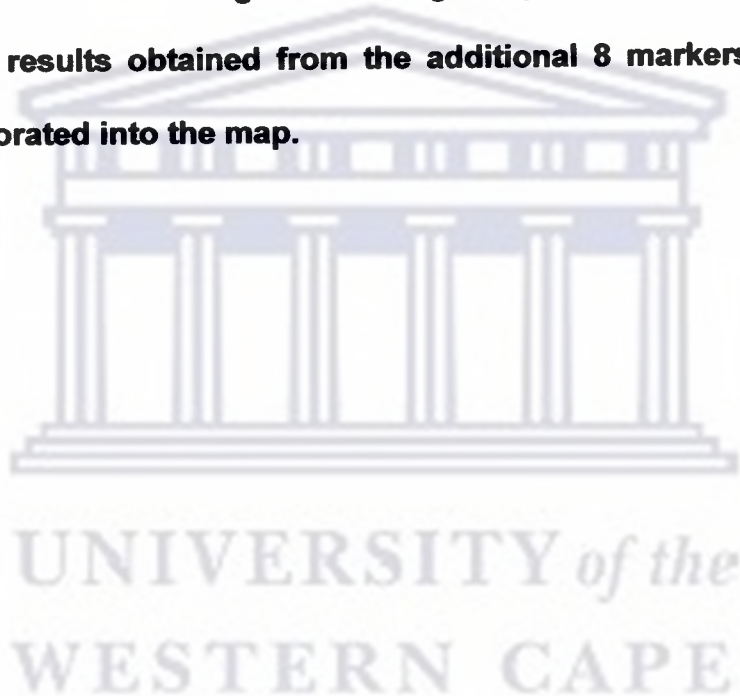 results obtained from the additional 8 markers
orated into the map.
UNIVERSITY of the
WESTERN CAPE